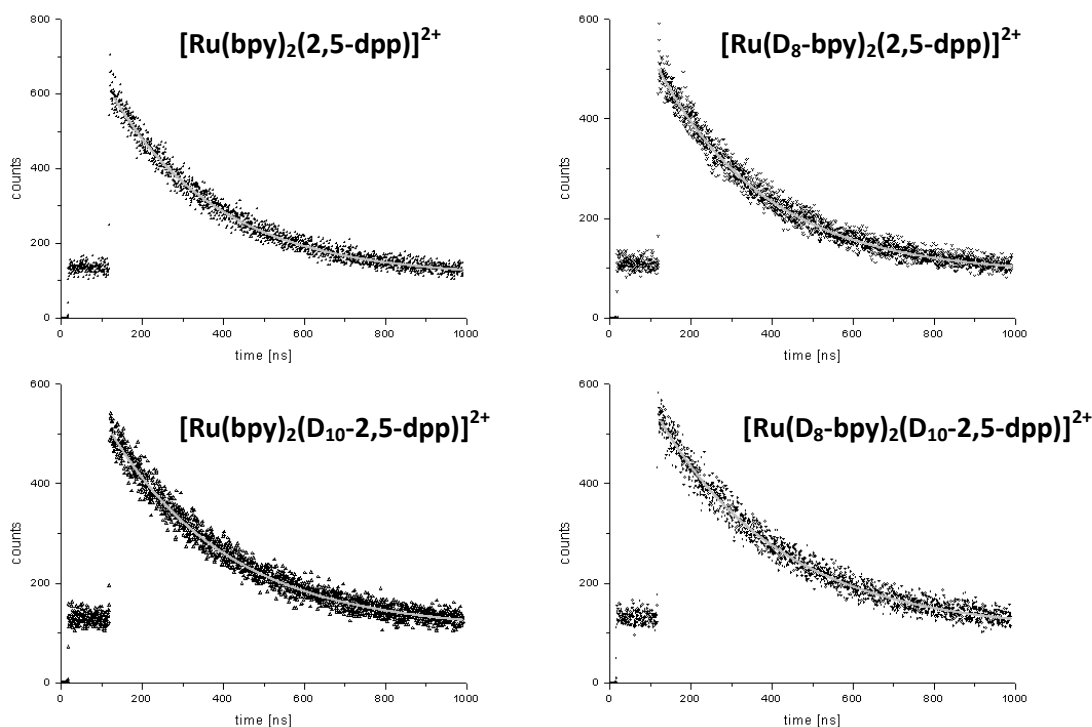 [Ru(bpy)₂(2,5-dpp)]²⁺
800
600
400
200
0
counts
0 200 400 600 800 1000
time [ns]
[Ru(D₈-bpy)₂(2,5-dpp)]²⁺
600
400
200
0
counts
0 200 400 600 800 1000
time [ns]
[Ru(bpy)₂(D₁₀-2,5-dpp)]²⁺
600
400
200
0
counts
0 200 400 600 800 1000
time [ns]
[Ru(D₈-bpy)₂(D₁₀-2,5-dpp)]²⁺
600
400
200
0
counts
0 200 400 600 800 1000
time [ns]